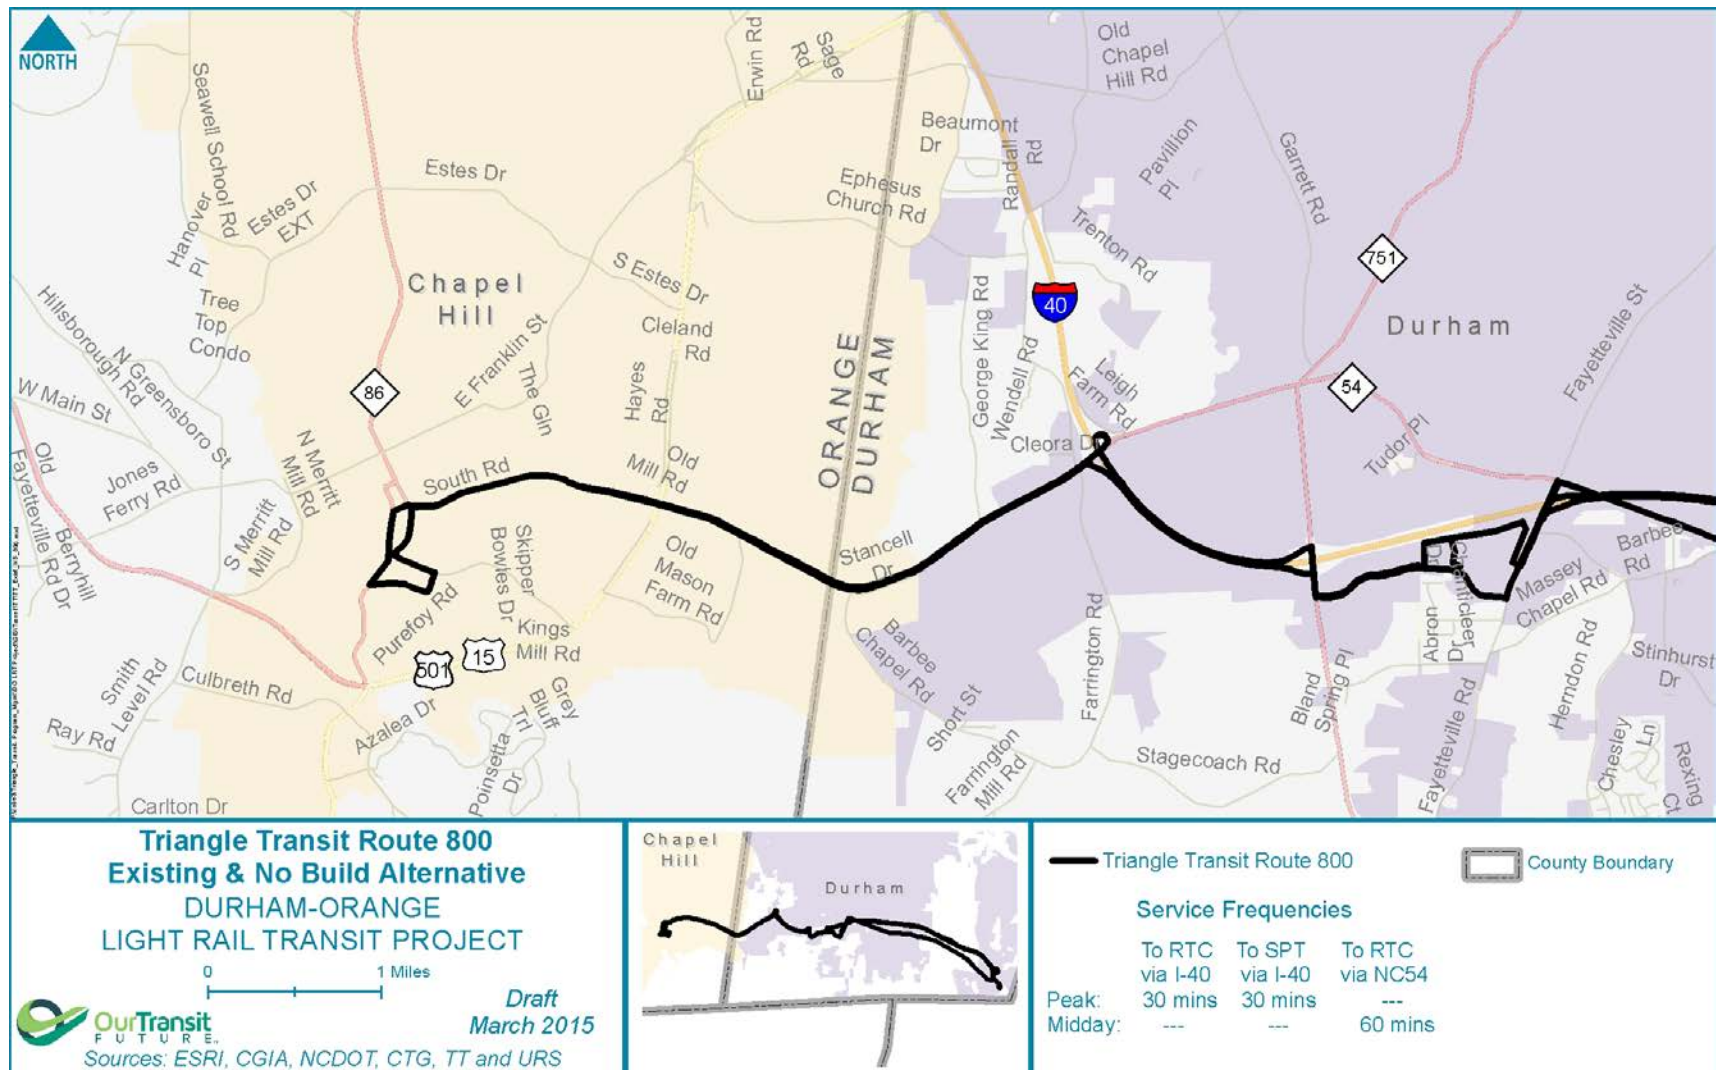 NORTH
Seawell School Rd
Hanover Pl
Estes Dr EXT
Estes Dr
Erwin Rd
Sage Rd
Old Chapel Hill Rd
Beaumont Dr
Randall Rd
Pavillion Pl
Garrett Rd
Ephesus Church Rd
Trenton Rd
751
Chapel Hill
S Estes Dr
Cleland Rd
Tree Top Condo
Hillsborough Rd
N Greensboro St
W Main St
86
E Franklin St
The Gln
Hayes Rd
ORANGE
DURHAM
George King Rd
Wendell Rd
40
Leigh Farm Rd
Durham
Fayetteville St
54
Cleora Dr
Tudor Pl
Old Fayetteville Rd
Jones Ferry Rd
N Merritt Mill Rd
South Rd
Old Mill Rd
Berryhill Dr
S Merritt Mill Rd
Skipper Bowles Dr
Old Mason Farm Rd
Stancell Dr
Purefoy Rd
Kings Mill Rd
501
15
Barbee Chapel Rd
Farrington Rd
Chanticleer Dr
Abron Dr
Massey Chapel Rd
Barbee Rd
Herndon Rd
Stinhurst Dr
Smith Level Rd
Culbreth Rd
Ray Rd
Azalea Dr
Grey Bluff Trl
Poinsetta Dr
Short St
Farrington Mill Rd
Bland Spring Pl
Stagecoach Rd
Fayetteville Rd
Chesley Ln
Rexing Ct
Carlton Dr
Triangle Transit Route 800
Existing & No Build Alternative
DURHAM-ORANGE
LIGHT RAIL TRANSIT PROJECT
0 1 Miles
OurTransit
FUTURE
Draft
March 2015
Sources: ESRI, CGIA, NCDOT, CTG, TT and URS
Chapel
Hill
Durham
Triangle Transit Route 800
County Boundary
Service Frequencies
To RTC To SPT To RTC
via I-40 via I-40 via NC54
Peak: 30 mins 30 mins ---
Midday: --- --- 60 mins